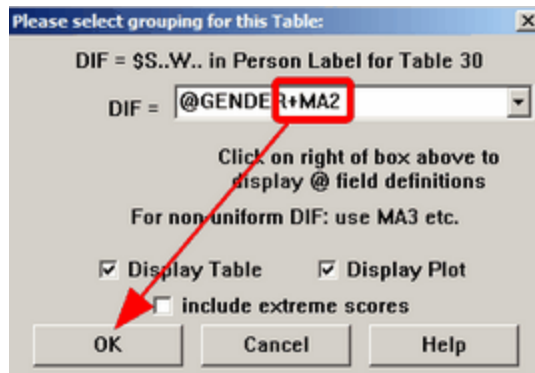 Please select grouping for this Table:
DIF = $S..W.. in Person Label for Table 30
DIF = @GENDER+MA2
Click on right of box above to
display @ field definitions
For non-uniform DIF: use MA3 etc.
Display Table Display Plot
include extreme scores
OK Cancel Help